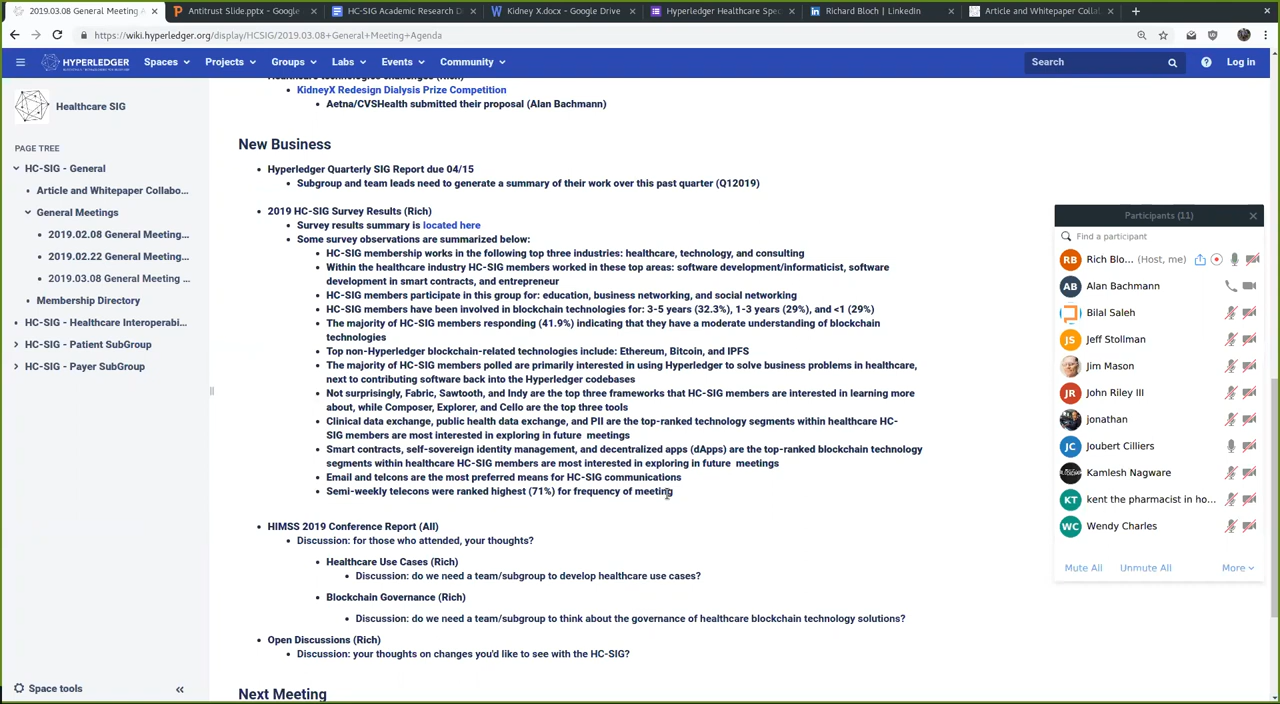 2019.03.08 General Meeting A
Antitrust Slide.pptx - Google
HC-SIG Academic Research D
Kidney X.docx - Google Drive
Hyperledger Healthcare Spec
Richard Bloch | LinkedIn
Article and Whitepaper Collab
https://wiki.hyperledger.org/display/HCSIG/2019.03.08+General+Meeting+Agenda
HYPERLEDGER
Spaces
Projects
Groups
Labs
Events
Community
Search
Log in
Healthcare SIG
PAGE TREE
HC-SIG - General
Article and Whitepaper Collabo...
General Meetings
2019.02.08 General Meeting...
2019.02.22 General Meeting...
2019.03.08 General Meeting ...
Membership Directory
HC-SIG - Healthcare Interoperabi...
HC-SIG - Patient SubGroup
HC-SIG - Payer SubGroup
Space tools
Healthcare technologies challenges (Rich)
KidneyX Redesign Dialysis Prize Competition
Aetna/CVSHealth submitted their proposal (Alan Bachmann)
New Business
Hyperledger Quarterly SIG Report due 04/15
Subgroup and team leads need to generate a summary of their work over this past quarter (Q12019)
2019 HC-SIG Survey Results (Rich)
Survey results summary is located here
Some survey observations are summarized below:
HC-SIG membership works in the following top three industries: healthcare, technology, and consulting
Within the healthcare industry HC-SIG members worked in these top areas: software development/informaticist, software
development in smart contracts, and entrepreneur
HC-SIG members participate in this group for: education, business networking, and social networking
HC-SIG members have been involved in blockchain technologies for: 3-5 years (32.3%), 1-3 years (29%), and <1 (29%)
The majority of HC-SIG members responding (41.9%) indicating that they have a moderate understanding of blockchain
technologies
Top non-Hyperledger blockchain-related technologies include: Ethereum, Bitcoin, and IPFS
The majority of HC-SIG members polled are primarily interested in using Hyperledger to solve business problems in healthcare,
next to contributing software back into the Hyperledger codebases
Not surprisingly, Fabric, Sawtooth, and Indy are the top three frameworks that HC-SIG members are interested in learning more
about, while Composer, Explorer, and Cello are the top three tools
Clinical data exchange, public health data exchange, and PII are the top-ranked technology segments within healthcare HC-
SIG members are most interested in exploring in future meetings
Smart contracts, self-sovereign identity management, and decentralized apps (dApps) are the top-ranked blockchain technology
segments within healthcare HC-SIG members are most interested in exploring in future meetings
Email and telcons are the most preferred means for HC-SIG communications
Semi-weekly telecons were ranked highest (71%) for frequency of meeting
HIMSS 2019 Conference Report (All)
Discussion: for those who attended, your thoughts?
Healthcare Use Cases (Rich)
Discussion: do we need a team/subgroup to develop healthcare use cases?
Blockchain Governance (Rich)
Discussion: do we need a team/subgroup to think about the governance of healthcare blockchain technology solutions?
Open Discussions (Rich)
Discussion: your thoughts on changes you'd like to see with the HC-SIG?
Next Meeting
Participants (11)
Find a participant
RB Rich Blo... (Host, me)
AB Alan Bachmann
Bilal Saleh
JS Jeff Stollman
Jim Mason
JR John Riley III
jonathan
JC Joubert Cilliers
Kamlesh Nagware
KT kent the pharmacist in ho...
WC Wendy Charles
Mute All
Unmute All
More